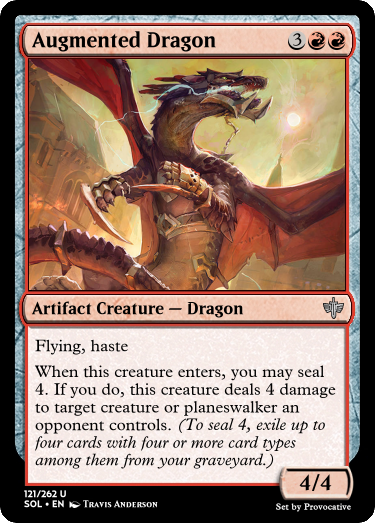 Augmented Dragon 3
Artifact Creature — Dragon
Flying, haste
When this creature enters, you may seal
4. If you do, this creature deals 4 damage
to target creature or planeswalker an
opponent controls. (To seal 4, exile up to
four cards with four or more card types
among them from your graveyard.)
4/4
121/262 U
SOL • EN Travis Anderson
Set by Provocative